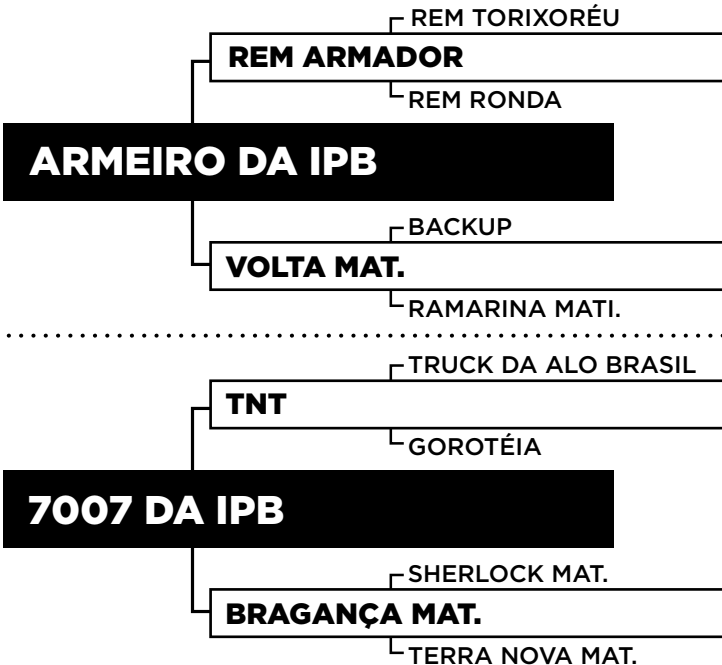 REM TORIXORÉU
REM ARMADOR
REM RONDA
ARMEIRO DA IPB
BACKUP
VOLTA MAT.
RAMARINA MATI.
TRUCK DA ALO BRASIL
TNT
GOROTÉIA
7007 DA IPB
SHERLOCK MAT.
BRAGANÇA MAT.
TERRA NOVA MAT.